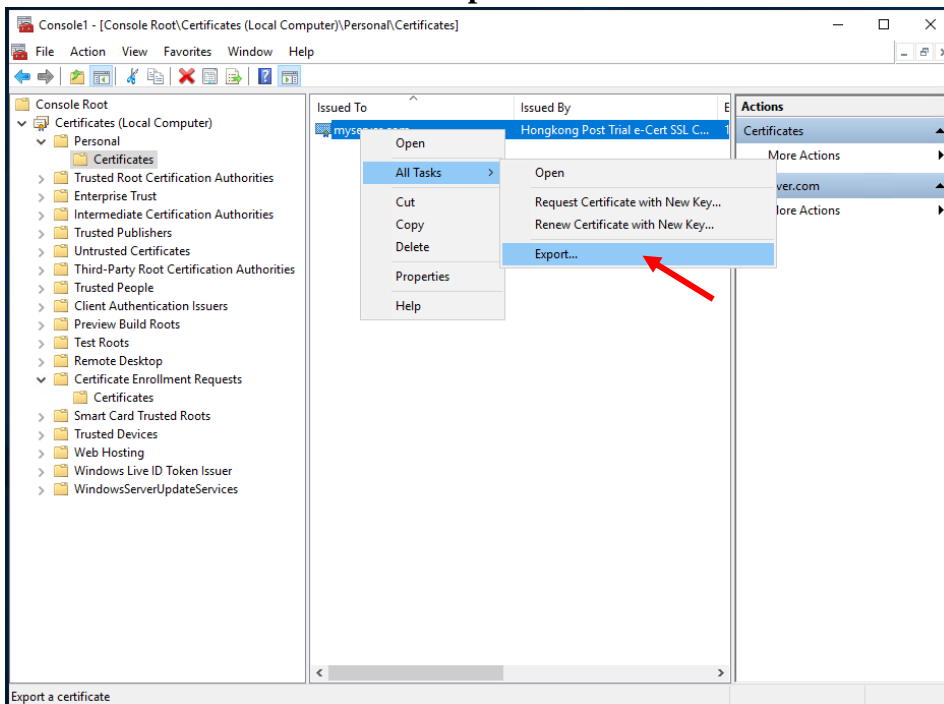 Console1 - [Console Root\Certificates (Local Computer)\Personal\Certificates]
File Action View Favorites Window Help
Console Root
Certificates (Local Computer)
Personal
Certificates
Trusted Root Certification Authorities
Enterprise Trust
Intermediate Certification Authorities
Trusted Publishers
Untrusted Certificates
Third-Party Root Certification Authorities
Trusted People
Client Authentication Issuers
Preview Build Roots
Test Roots
Remote Desktop
Certificate Enrollment Requests
Certificates
Smart Card Trusted Roots
Trusted Devices
Web Hosting
Windows Live ID Token Issuer
WindowsServerUpdateServices
Issued To Issued By E
Hongkong Post Trial e-Cert SSL C... 1
Open
All Tasks
Cut
Copy
Delete
Properties
Help
Open
Request Certificate with New Key...
Renew Certificate with New Key...
Export...
Actions
Certificates
More Actions
ver.com
More Actions
Export a certificate